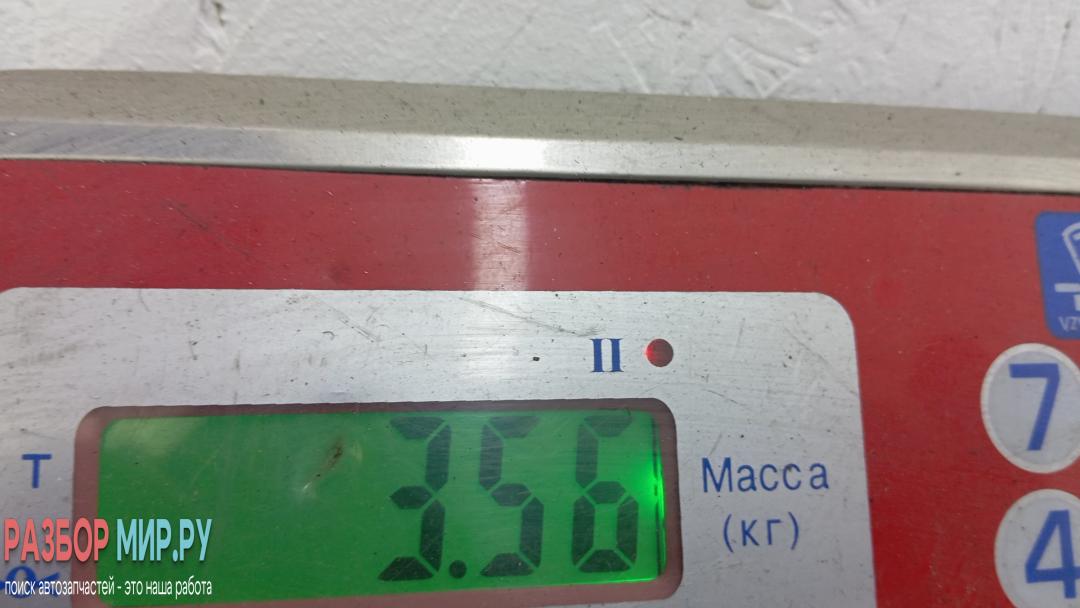 II
7
T
3.56
Масса
(кг)
4
РАЗБОР МИР.РУ
поиск автозапчастей - это наша работа